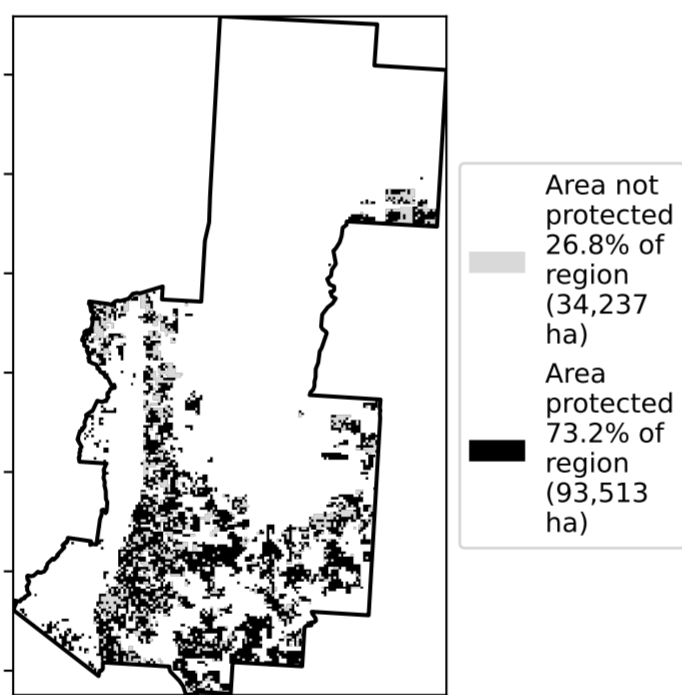 Area not
protected
26.8% of
region
(34,237
ha)
Area
protected
73.2% of
region
(93,513
ha)